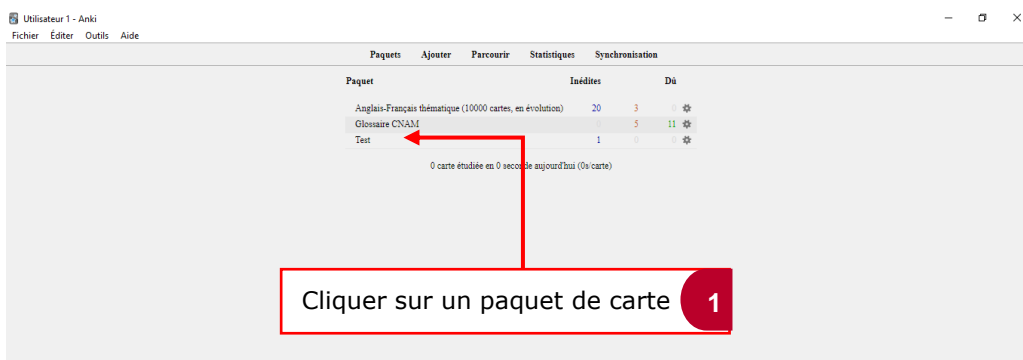 Utilisateur 1 - Anki
Fichier Éditer Outils Aide
Paquets Ajouter Parcourir Statistiques Synchronisation
Paquet Inédites Dû
Anglais-Français thématique (10000 cartes, en évolution) 20 3 0
Glossaire CNAM 0 5 11
Test 1 0 0
0 carte étudiée en 0 seconde aujourd'hui (0s/carte)
Cliquer sur un paquet de carte 1